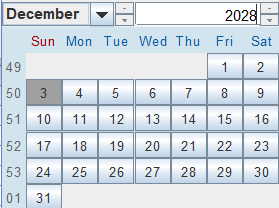 December 2028
Sun Mon Tue Wed Thu Fri Sat
49 1 2
50 3 4 5 6 7 8 9
51 10 11 12 13 14 15 16
52 17 18 19 20 21 22 23
53 24 25 26 27 28 29 30
01 31